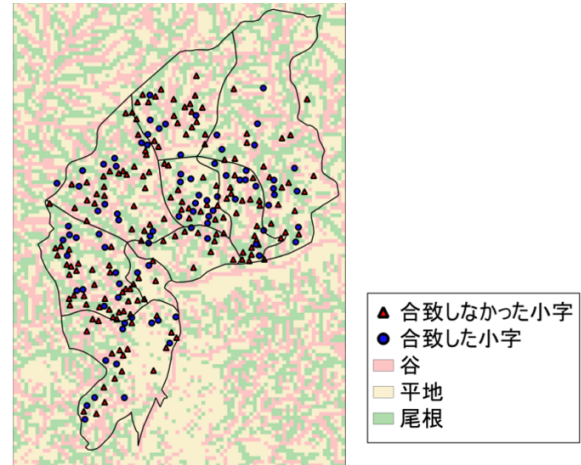 合致しなかった小字
合致した小字
谷
平地
尾根